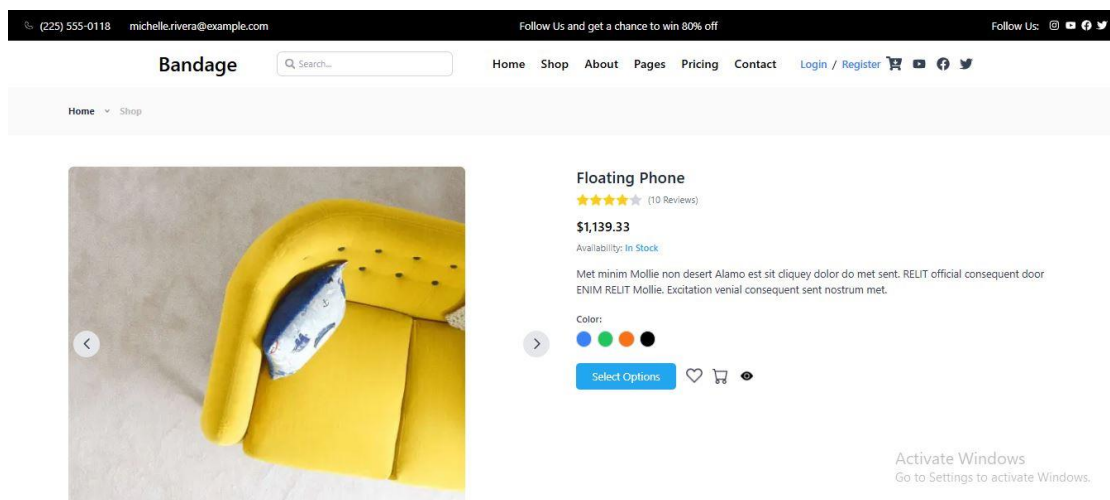 (225) 555-0118 michelle.rivera@example.com Follow Us and get a chance to win 80% off Follow Us:
Bandage Search... Home Shop About Pages Pricing Contact Login / Register
Home Shop
Floating Phone
(10 Reviews)
$1,139.33
Availability: In Stock
Met minim Mollie non desert Alamo est sit cliquey dolor do met sent. RELIT official consequent door
ENIM RELIT Mollie. Excitation venial consequent sent nostrum met.
Color:
Select Options
Activate Windows
Go to Settings to activate Windows.